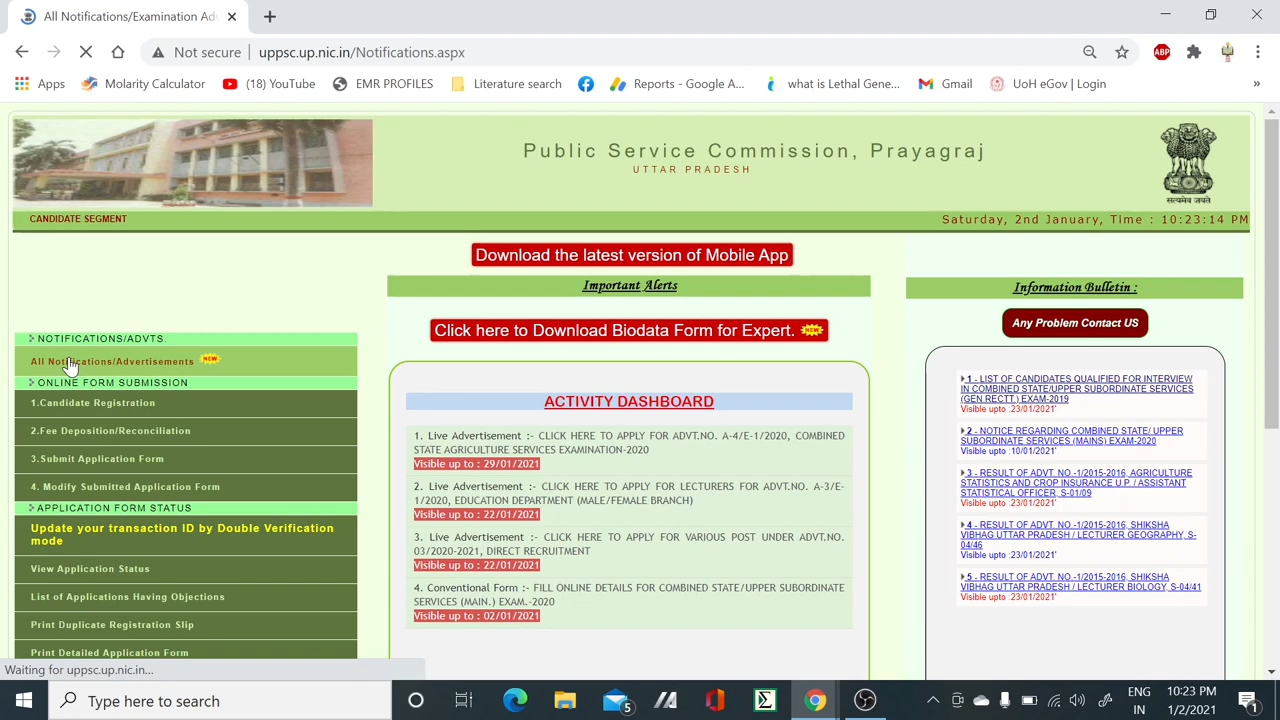 All Notifications/Examination Adv
Not secure
uppsc.up.nic.in/Notifications.aspx
ABP
Apps
Molarity Calculator
(18) YouTube
EMR PROFILES
Literature search
Reports - Google A...
what is Lethal Gene...
Gmail
UoH eGov | Login
»
Public Service Commission, Prayagraj
UTTAR PRADESH
सत्यमेव जयते
CANDIDATE SEGMENT
Saturday, 2nd January, Time : 10:23:14 PM
Download the latest version of Mobile App
Important Alerts
Click here to Download Biodata Form for Expert. NEW
ACTIVITY DASHBOARD
1. Live Advertisement :- CLICK HERE TO APPLY FOR ADVT.NO. A-4/E-1/2020, COMBINED
STATE AGRICULTURE SERVICES EXAMINATION-2020
Visible up to : 29/01/2021
2. Live Advertisement :- CLICK HERE TO APPLY FOR LECTURERS FOR ADVT.NO. A-3/E-
1/2020, EDUCATION DEPARTMENT (MALE/FEMALE BRANCH)
Visible up to : 22/01/2021
3. Live Advertisement :- CLICK HERE TO APPLY FOR VARIOUS POST UNDER ADVT.NO.
03/2020-2021, DIRECT RECRUITMENT
Visible up to : 22/01/2021
4. Conventional Form :- FILL ONLINE DETAILS FOR COMBINED STATE/UPPER SUBORDINATE
SERVICES (MAIN.) EXAM.-2020
Visible up to : 02/01/2021
Information Bulletin :
Any Problem Contact US
1 - LIST OF CANDIDATES QUALIFIED FOR INTERVIEW
IN COMBINED STATE/UPPER SUBORDINATE SERVICES
(GEN.RECTT.) EXAM-2019
Visible upto :23/01/2021'
2 - NOTICE REGARDING COMBINED STATE/ UPPER
SUBORDINATE SERVICES (MAINS) EXAM-2020
Visible upto :10/01/2021'
3 - RESULT OF ADVT. NO.-1/2015-2016, AGRICULTURE
STATISTICS AND CROP INSURANCE U.P. / ASSISTANT
STATISTICAL OFFICER, S-01/09
Visible upto :23/01/2021'
4 - RESULT OF ADVT. NO.-1/2015-2016, SHIKSHA
VIBHAG UTTAR PRADESH / LECTURER GEOGRAPHY, S-
04/46
Visible upto :23/01/2021'
5 - RESULT OF ADVT. NO.-1/2015-2016, SHIKSHA
VIBHAG UTTAR PRADESH / LECTURER BIOLOGY, S-04/41
Visible upto :23/01/2021'
NOTIFICATIONS/ADVTS.
All Notifications/Advertisements NEW
ONLINE FORM SUBMISSION
1.Candidate Registration
2.Fee Deposition/Reconciliation
3.Submit Application Form
4. Modify Submitted Application Form
APPLICATION FORM STATUS
Update your transaction ID by Double Verification
mode
View Application Status
List of Applications Having Objections
Print Duplicate Registration Slip
Print Detailed Application Form
Waiting for uppsc.up.nic.in...
Type here to search
5
ENG
IN
10:23 PM
1/2/2021
1